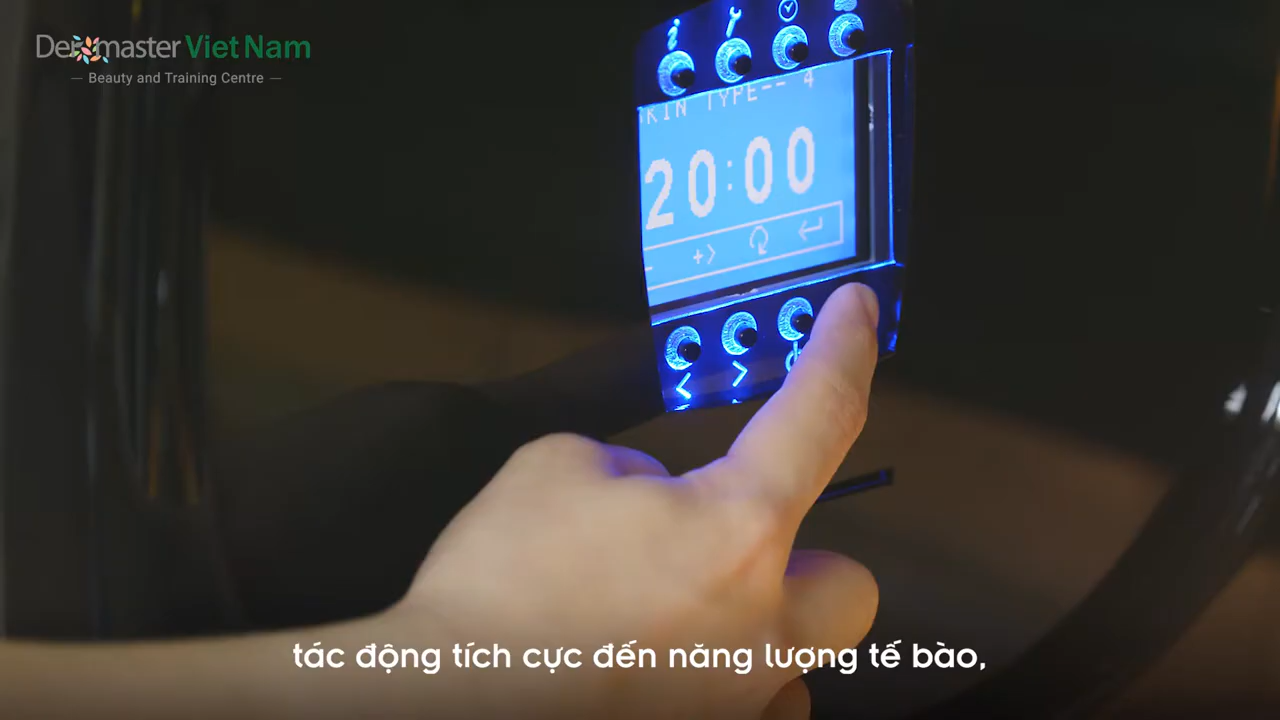 Dermaster Viet Nam
— Beauty and Training Centre —
SKIN TYPE-- 4
20:00
tác động tích cực đến năng lượng tế bào,